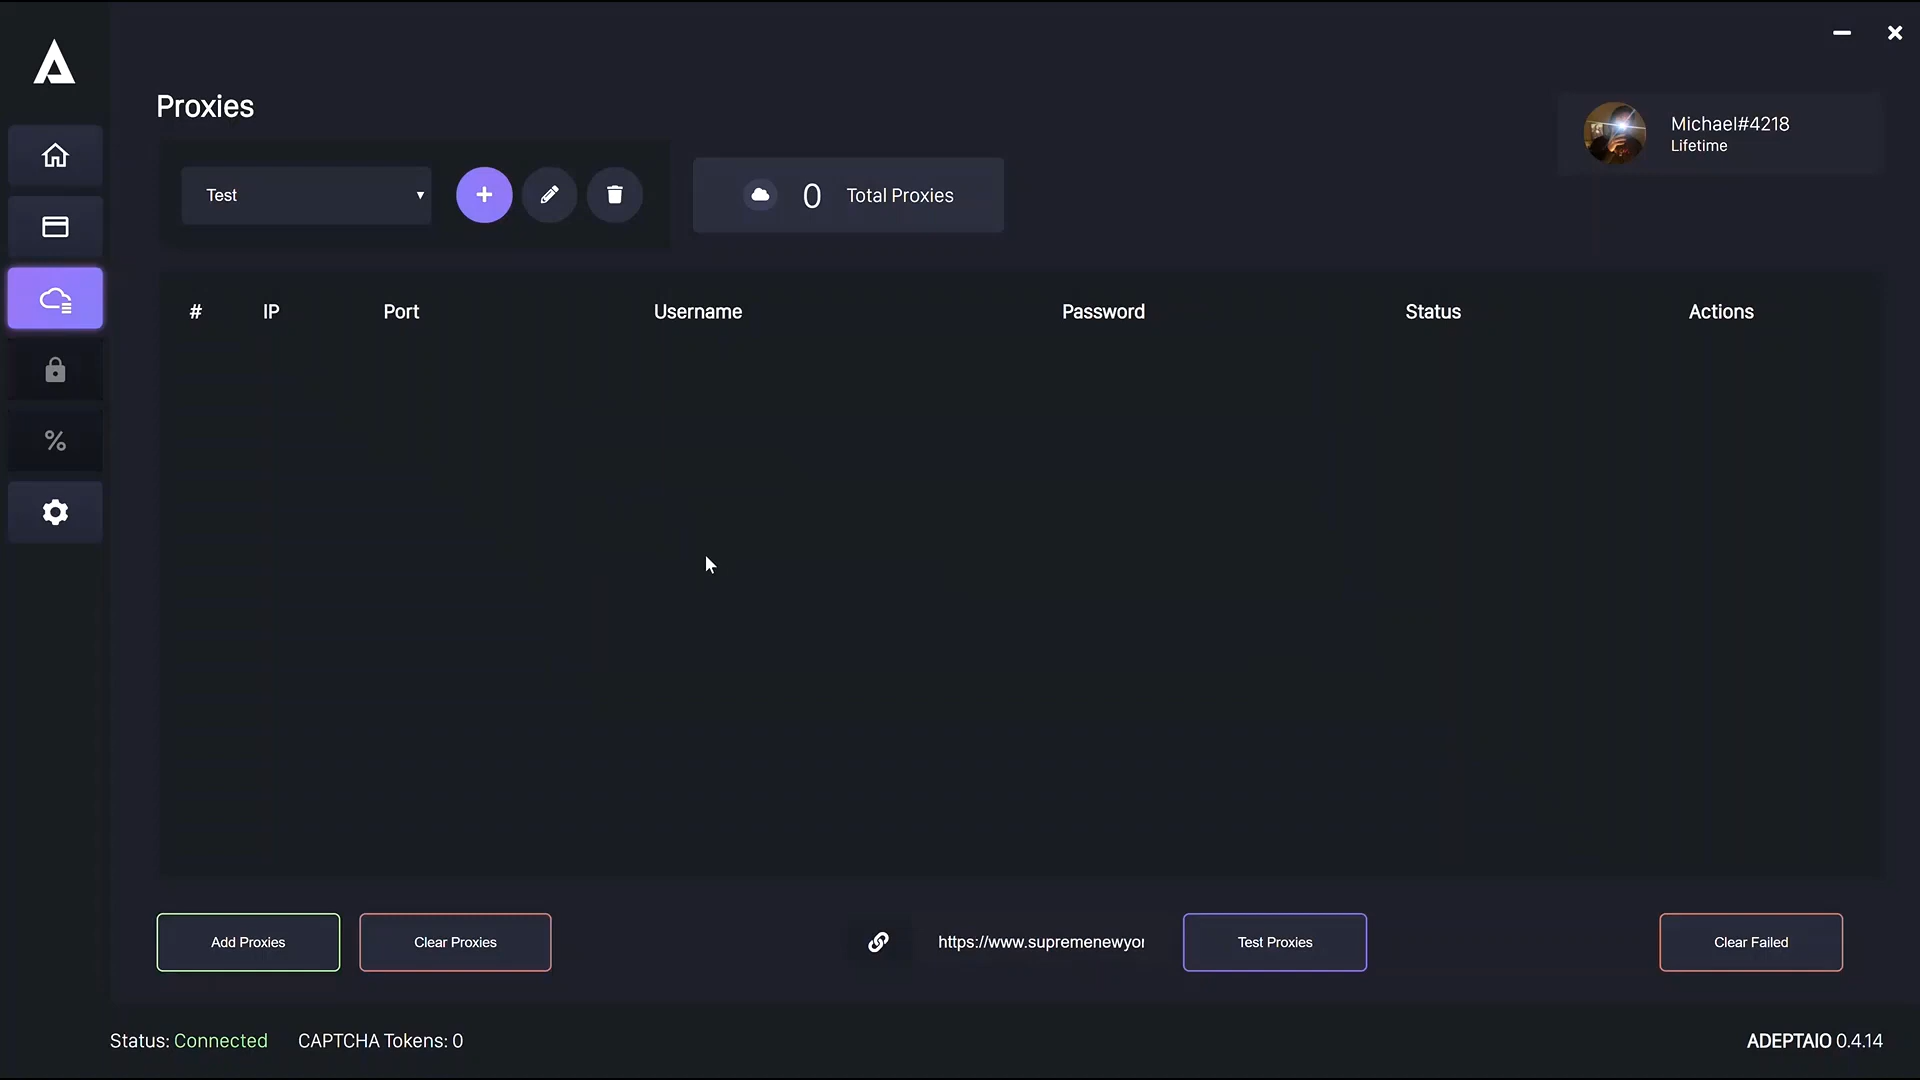 Proxies
Michael#4218
Lifetime
Test
0 Total Proxies
# IP Port Username Password Status Actions
Add Proxies
Clear Proxies
https://www.supremenewyor
Test Proxies
Clear Failed
Status: Connected CAPTCHA Tokens: 0
ADEPTAIO 0.4.14